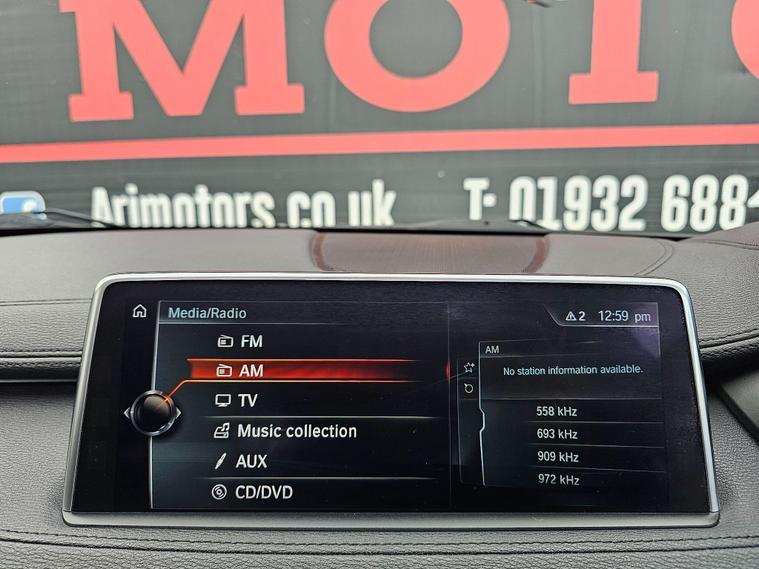 MOTO
Arimotors.co.uk T: 01932 688
Media/Radio
2 12:59 pm
FM
AM
TV
Music collection
AUX
CD/DVD
AM
No station information available.
558 kHz
693 kHz
909 kHz
972 kHz